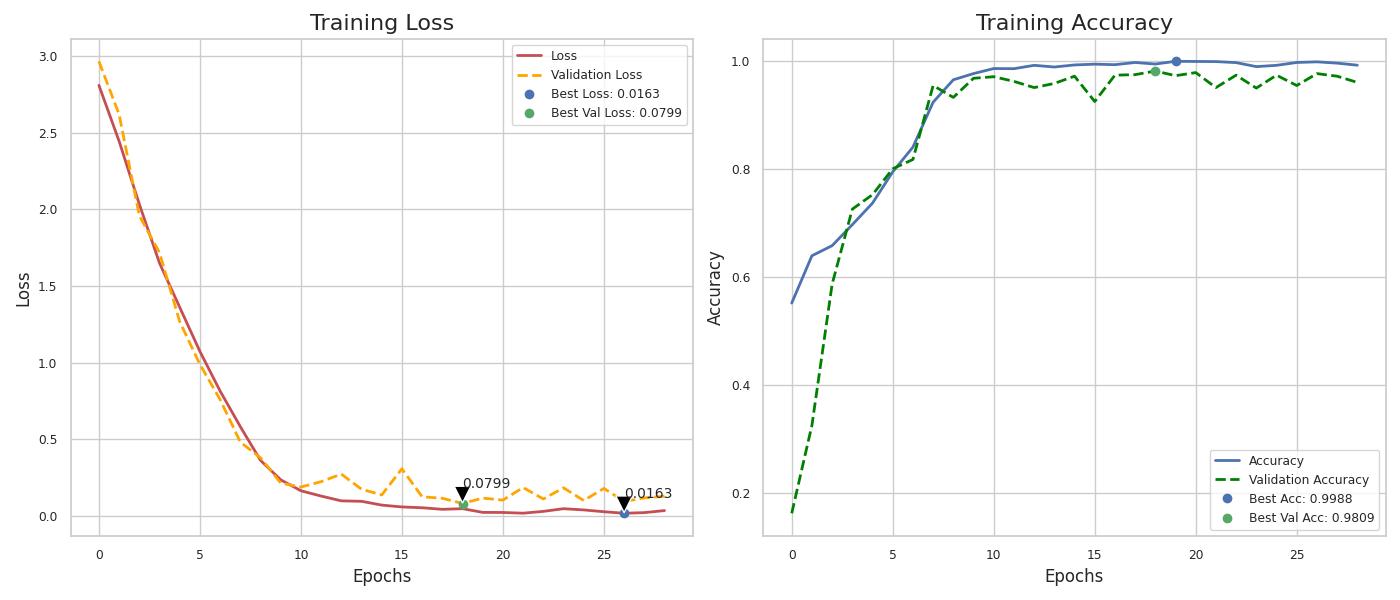 Training Loss
3.0
2.5
2.0
1.5
1.0
0.5
0.0
Loss
Loss
Validation Loss
Best Loss: 0.0163
Best Val Loss: 0.0799
0.0799
0.0163
0 5 10 15 20 25
Epochs
Training Accuracy
1.0
0.8
0.6
0.4
0.2
Accuracy
Accuracy
Validation Accuracy
Best Acc: 0.9988
Best Val Acc: 0.9809
0 5 10 15 20 25
Epochs